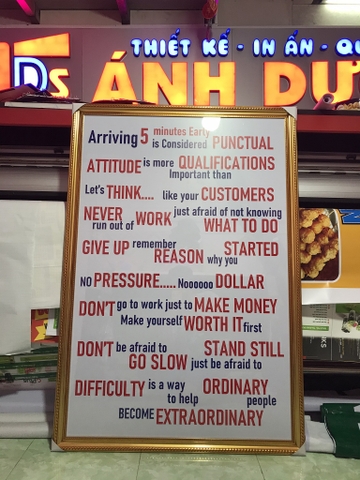 THIẾT KẾ - IN ẤN - QU
DS ÁNH DƯ
Arriving 5 minutes Early is Considered PUNCTUAL
ATTITUDE is more Important than QUALIFICATIONS
Let's THINK.... like your CUSTOMERS
NEVER run out of WORK just afraid of not knowing WHAT TO DO
GIVE UP remember REASON why you STARTED
NO PRESSURE..... Noooooo DOLLAR
DON'T go to work just to MAKE MONEY
Make yourself WORTH IT first
DON'T be afraid to GO SLOW just be afraid to STAND STILL
DIFFICULTY is a way to help ORDINARY people
BECOME EXTRAORDINARY